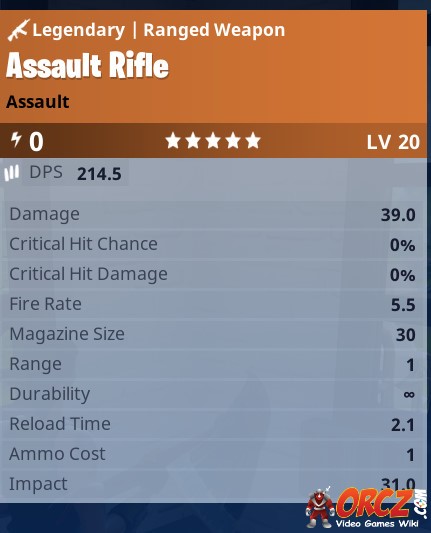 Legendary | Ranged Weapon
Assault Rifle
Assault
0 ★★★★★ LV 20
DPS 214.5
Damage 39.0
Critical Hit Chance 0%
Critical Hit Damage 0%
Fire Rate 5.5
Magazine Size 30
Range 1
Durability ∞
Reload Time 2.1
Ammo Cost 1
Impact 31.0
ORCZ.COM
Video Games Wiki